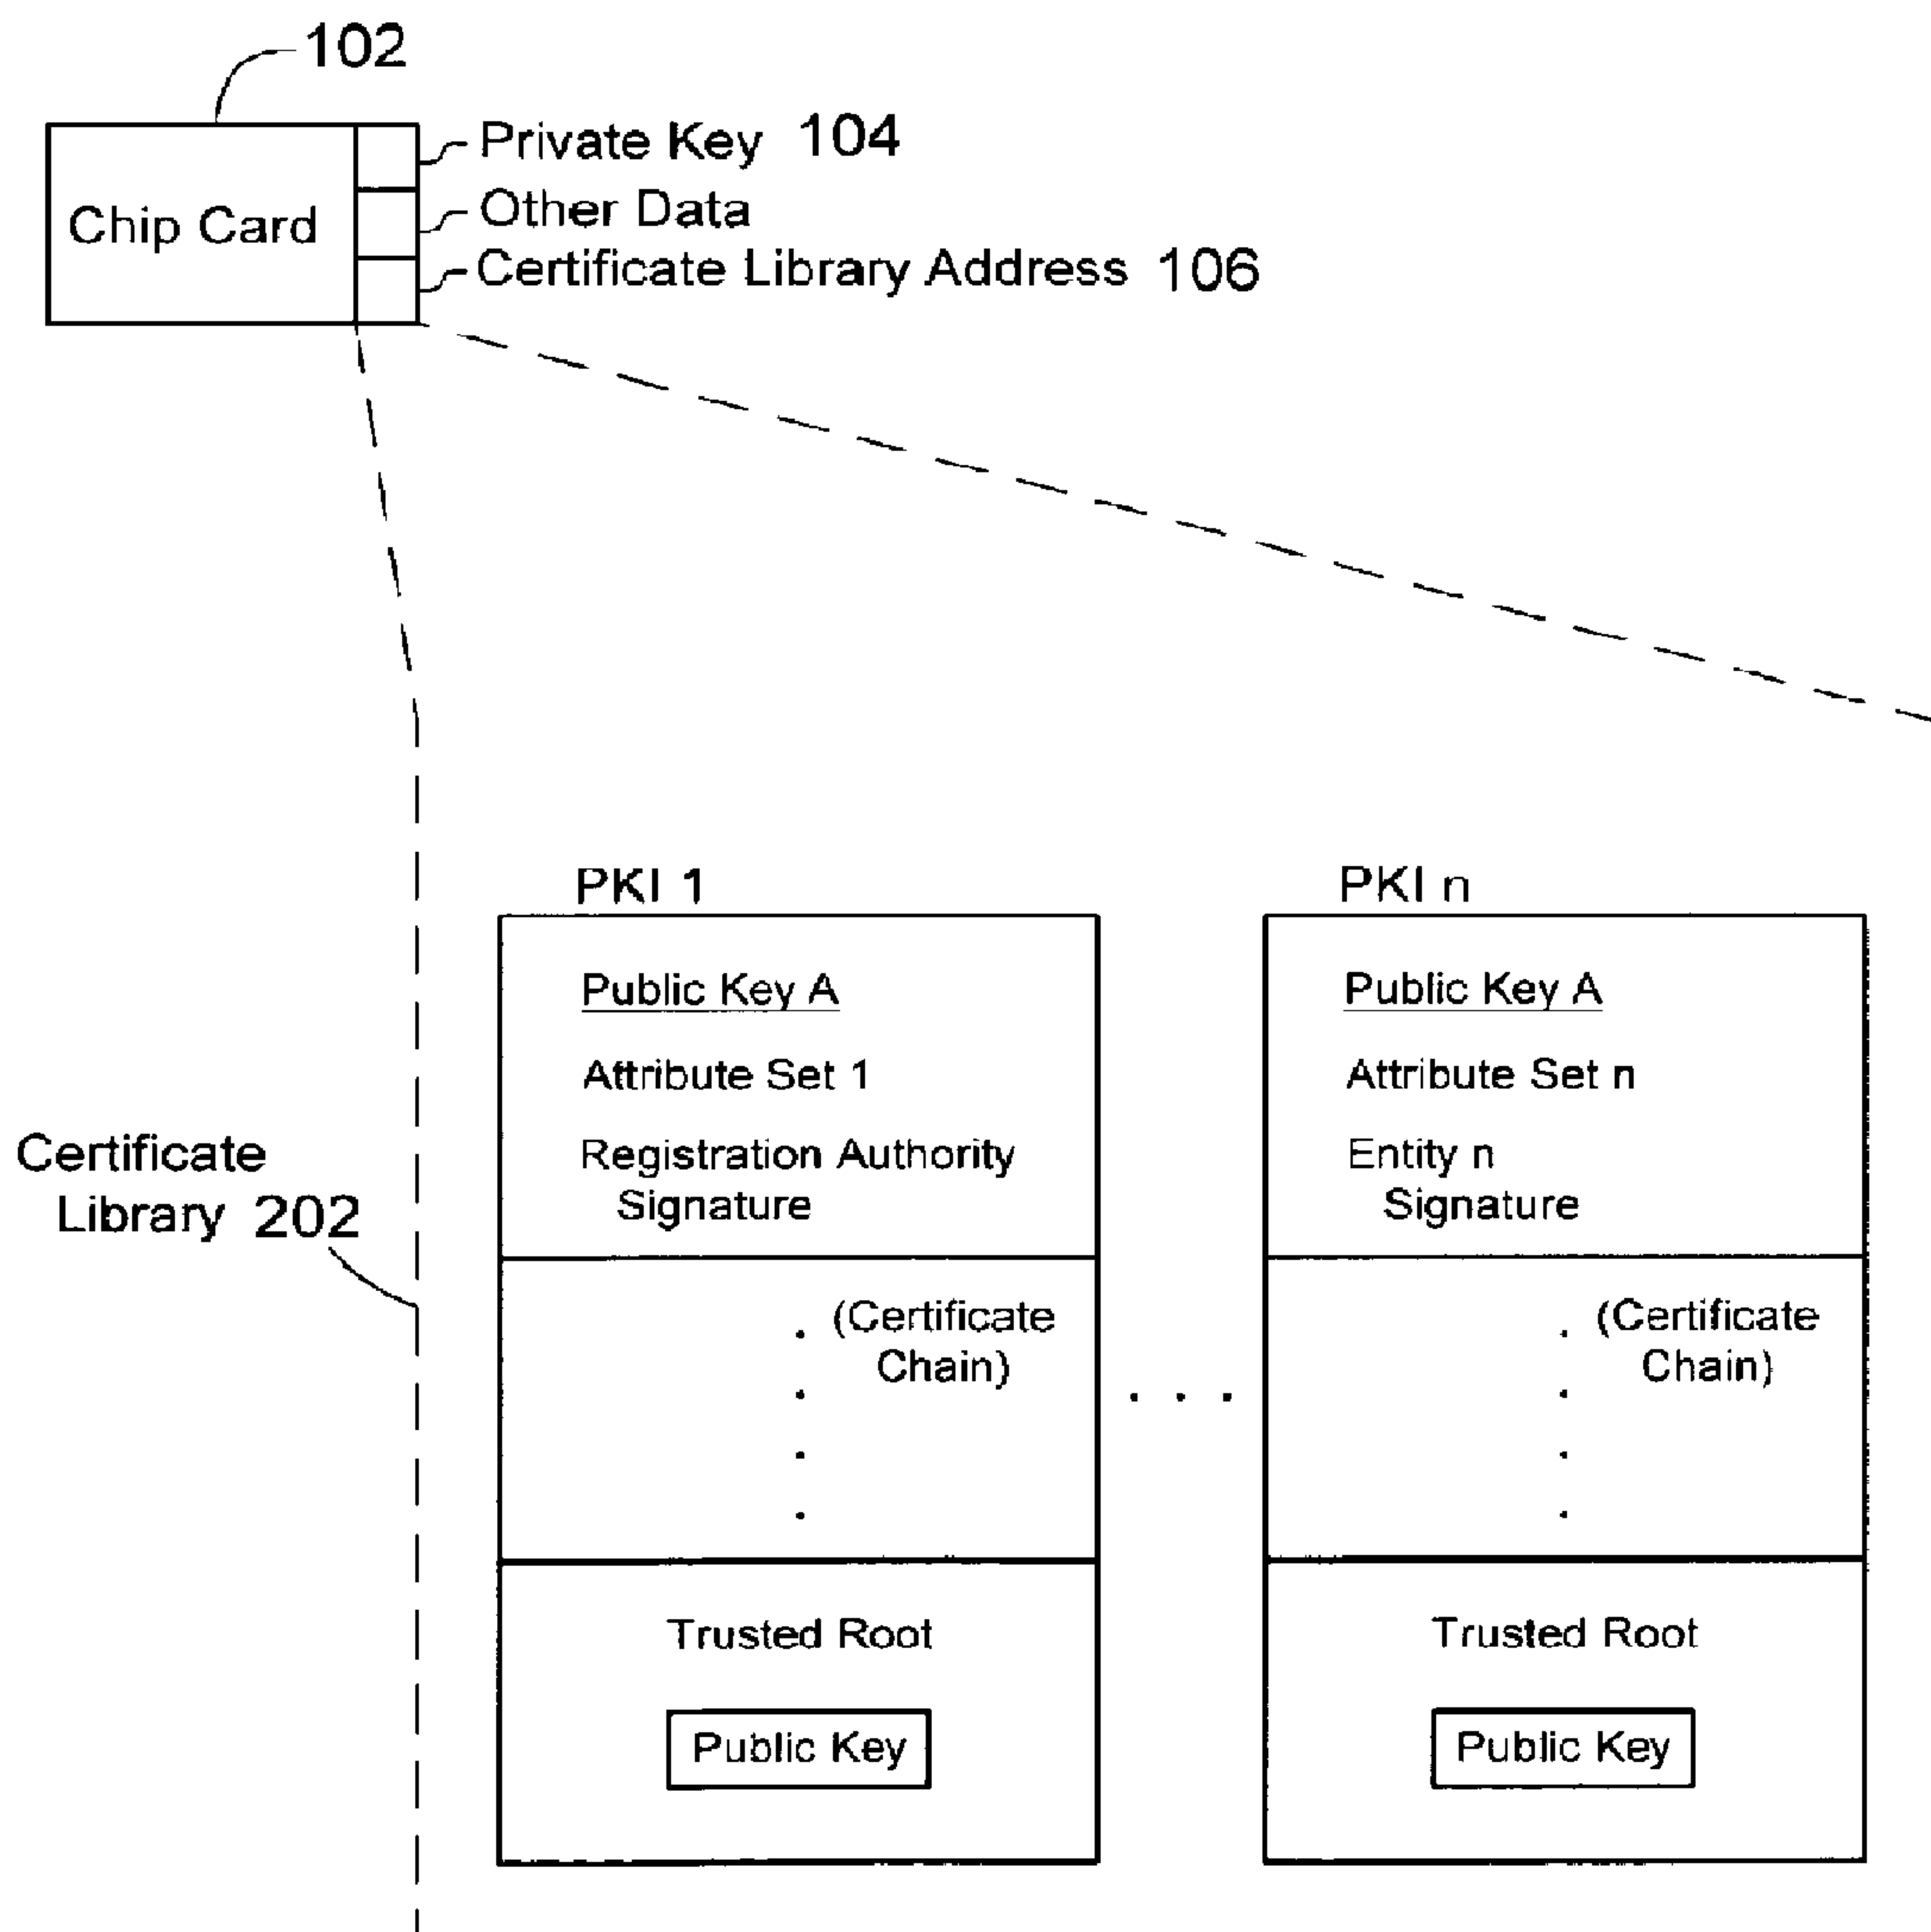 102
Private Key 104
Chip Card
Other Data
Certificate Library Address 106
PKI 1
Public Key A
Attribute Set 1
Registration Authority
Signature
(Certificate
Chain)
Trusted Root
Public Key
. . .
PKI n
Public Key A
Attribute Set n
Entity n
Signature
(Certificate
Chain)
Trusted Root
Public Key
Certificate
Library 202